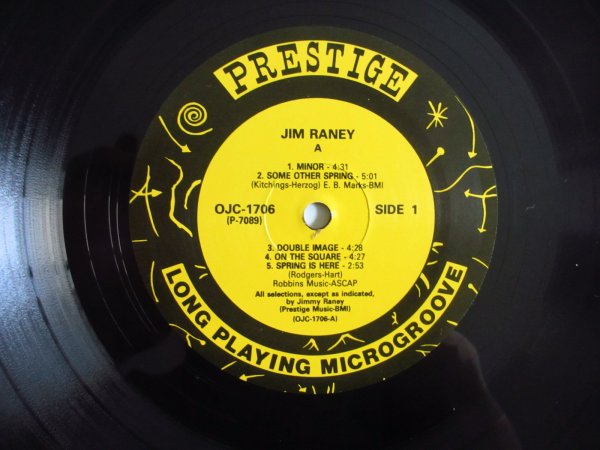 PRESTIGE
JIM RANEY
A
1. MINOR - 4:31
2. SOME OTHER SPRING - 5:01
(Kitchings-Herzog) E. B. Marks-BMI
OJC-1706 SIDE 1
(P-7089)
3. DOUBLE IMAGE - 4:28
4. ON THE SQUARE - 4:27
5. SPRING IS HERE - 2:53
(Rodgers-Hart)
Robbins Music-ASCAP
All selections, except as indicated,
by Jimmy Raney
(Prestige Music-BMI)
(OJC-1706-A)
LONG PLAYING MICROGROOVE